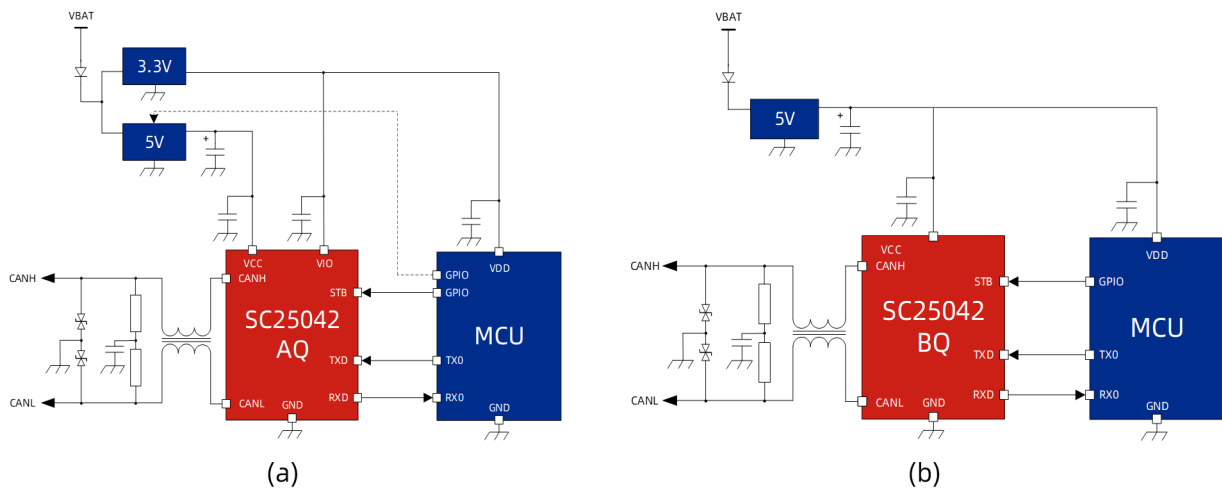 VBAT
3.3V
5V
+
VCC
VIO
CANH
CANH
STB
SC25042
AQ
TXD
RXD
CANL
CANL
GND
VDD
GPIO
GPIO
MCU
TX0
RX0
GND
(a)
VBAT
5V
+
VCC
CANH
CANH
STB
SC25042
BQ
TXD
RXD
CANL
CANL
GND
VDD
GPIO
MCU
TX0
RX0
GND
(b)